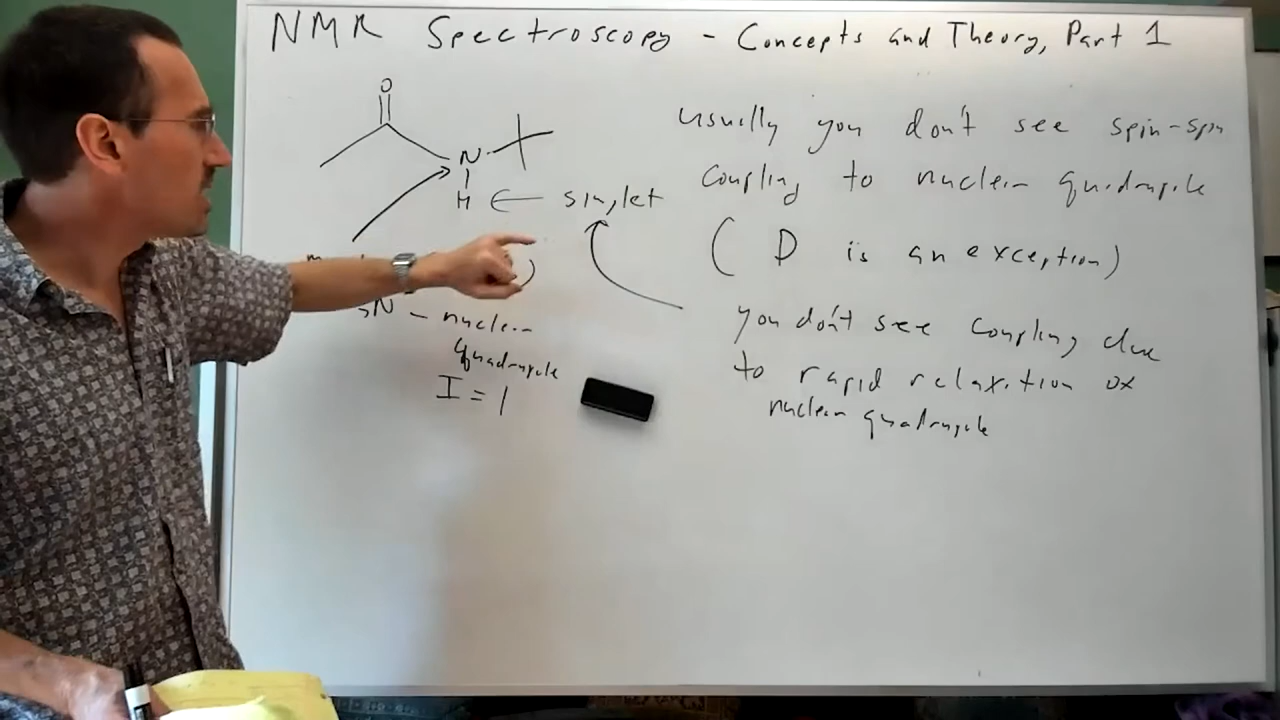 NMR Spectroscopy - Concepts and Theory, Part 1
O
N
H ← singlet
N - nuclear
quadrupole
I = 1
usually you don't see spin-spin
coupling to nuclear quadrupole
( D is an exception)
you don't see coupling due
to rapid relaxition of
nuclear quadrupole